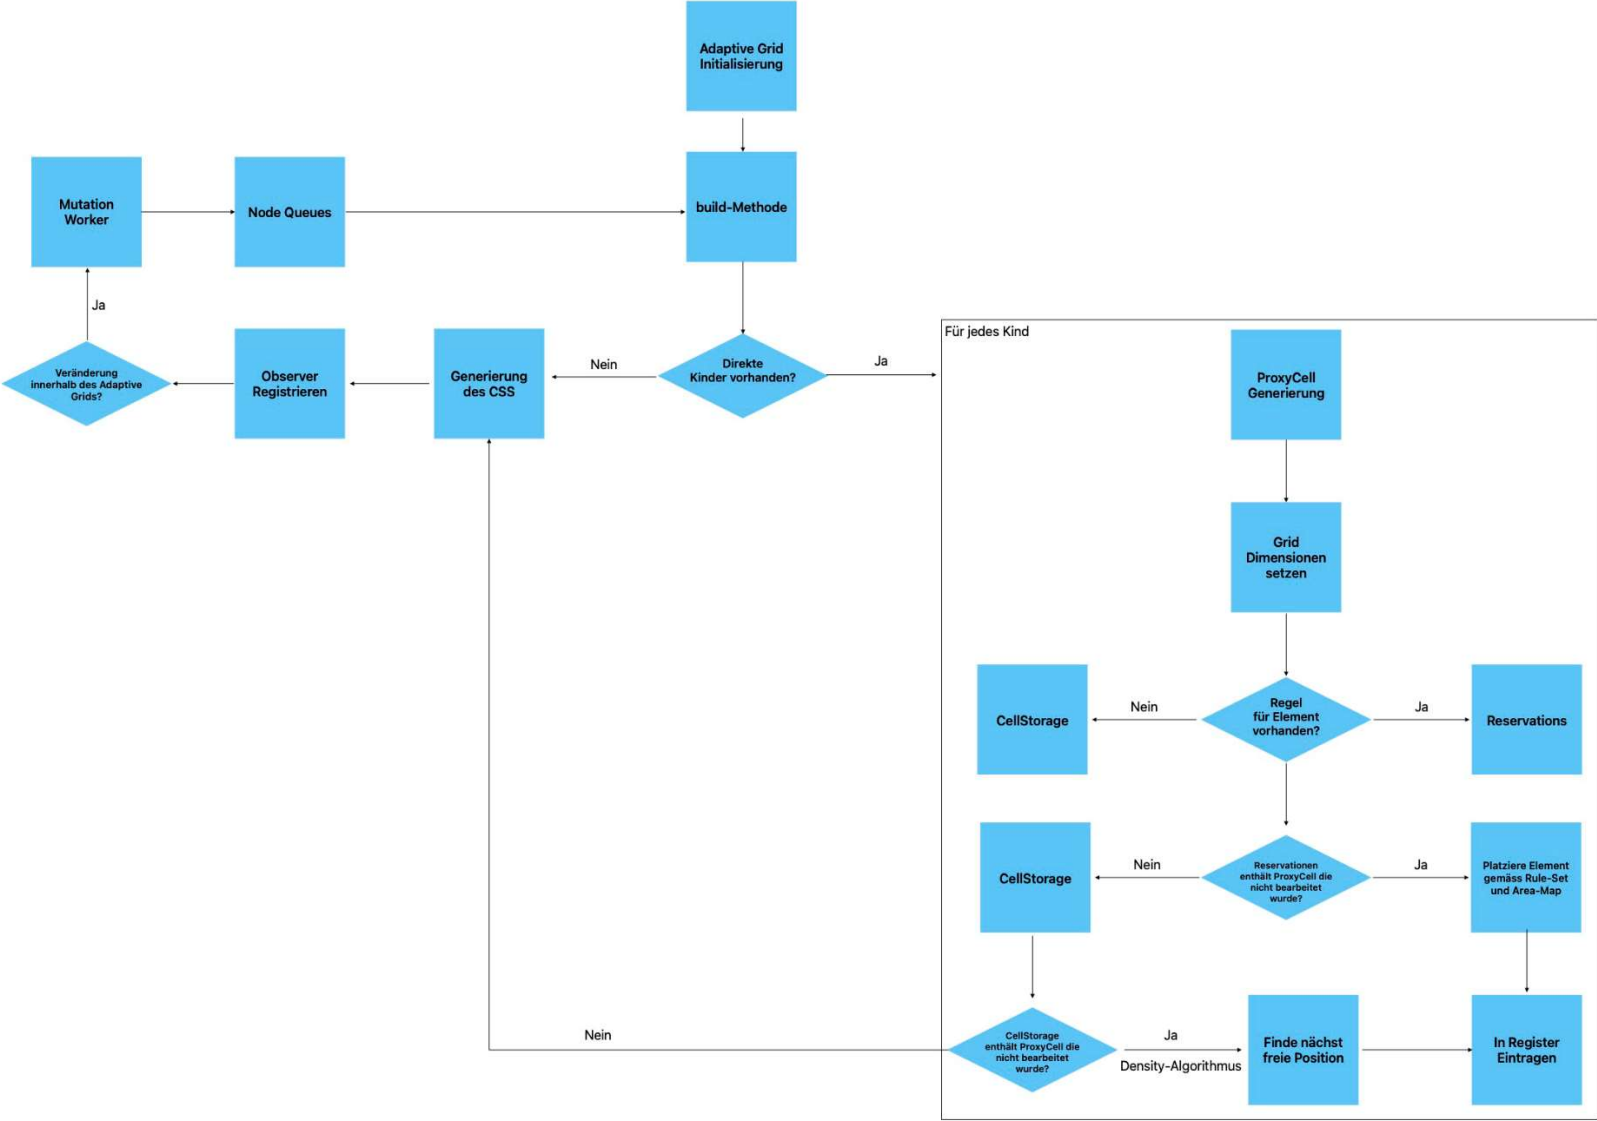 Adaptive Grid
Initialisierung
Mutation
Worker
Node Queues
build-Methode
Ja
Veränderung
innerhalb des Adaptive
Grids?
Observer
Registrieren
Generierung
des CSS
Nein
Direkte
Kinder vorhanden?
Ja
Für jedes Kind
ProxyCell
Generierung
Grid
Dimensionen
setzen
CellStorage
Nein
Regel
für Element
vorhanden?
Ja
Reservations
CellStorage
Nein
Reservationen
enthält ProxyCell die
nicht bearbeitet
wurde?
Ja
Platziere Element
gemäss Rule-Set
und Area-Map
Nein
CellStorage
enthält ProxyCell die
nicht bearbeitet
wurde?
Ja
Density-Algorithmus
Finde nächst
freie Position
In Register
Eintragen